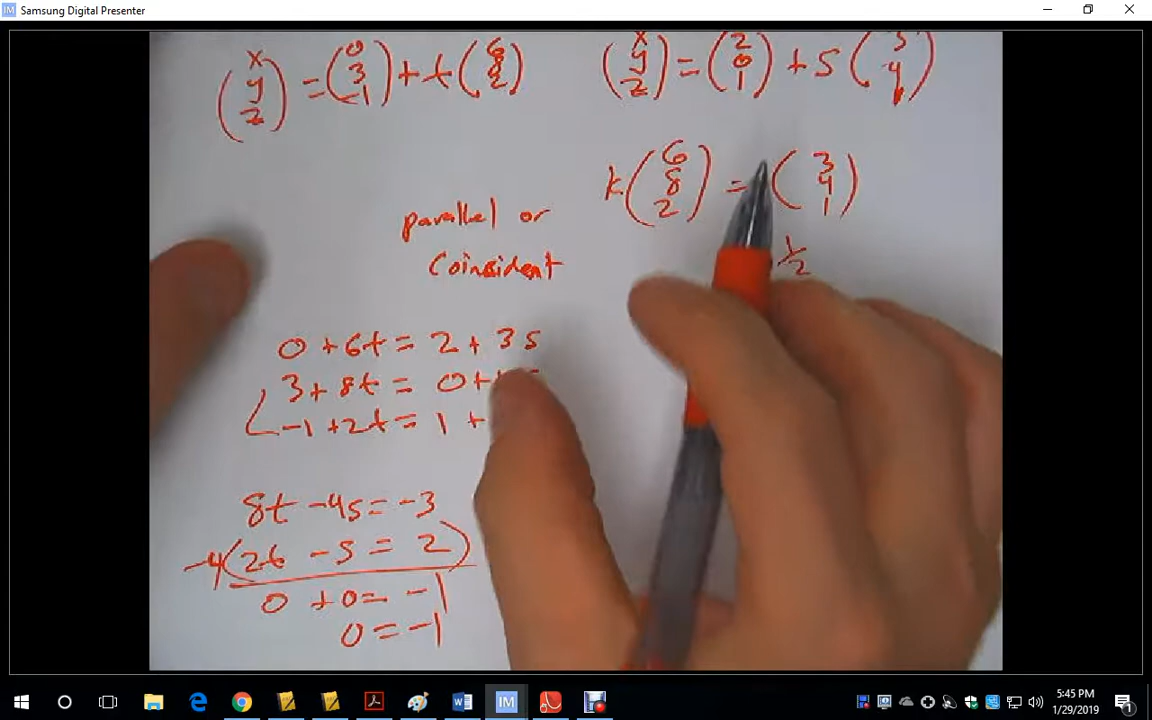 Samsung Digital Presenter
(x y z) = (0 3 -1) + t(6 8 2)
(x y z) = (2 0 1) + s(3 4 1)
k(6 8 2) = (3 4 1)
1/2
parallel or
Coinsident
0 + 6t = 2 + 3s
3 + 8t = 0 +
-1 + 2t = 1 +
8t - 4s = -3
-4(2t - s = 2)
0 + 0 = -1
0 = -1
5:45 PM
1/29/2019